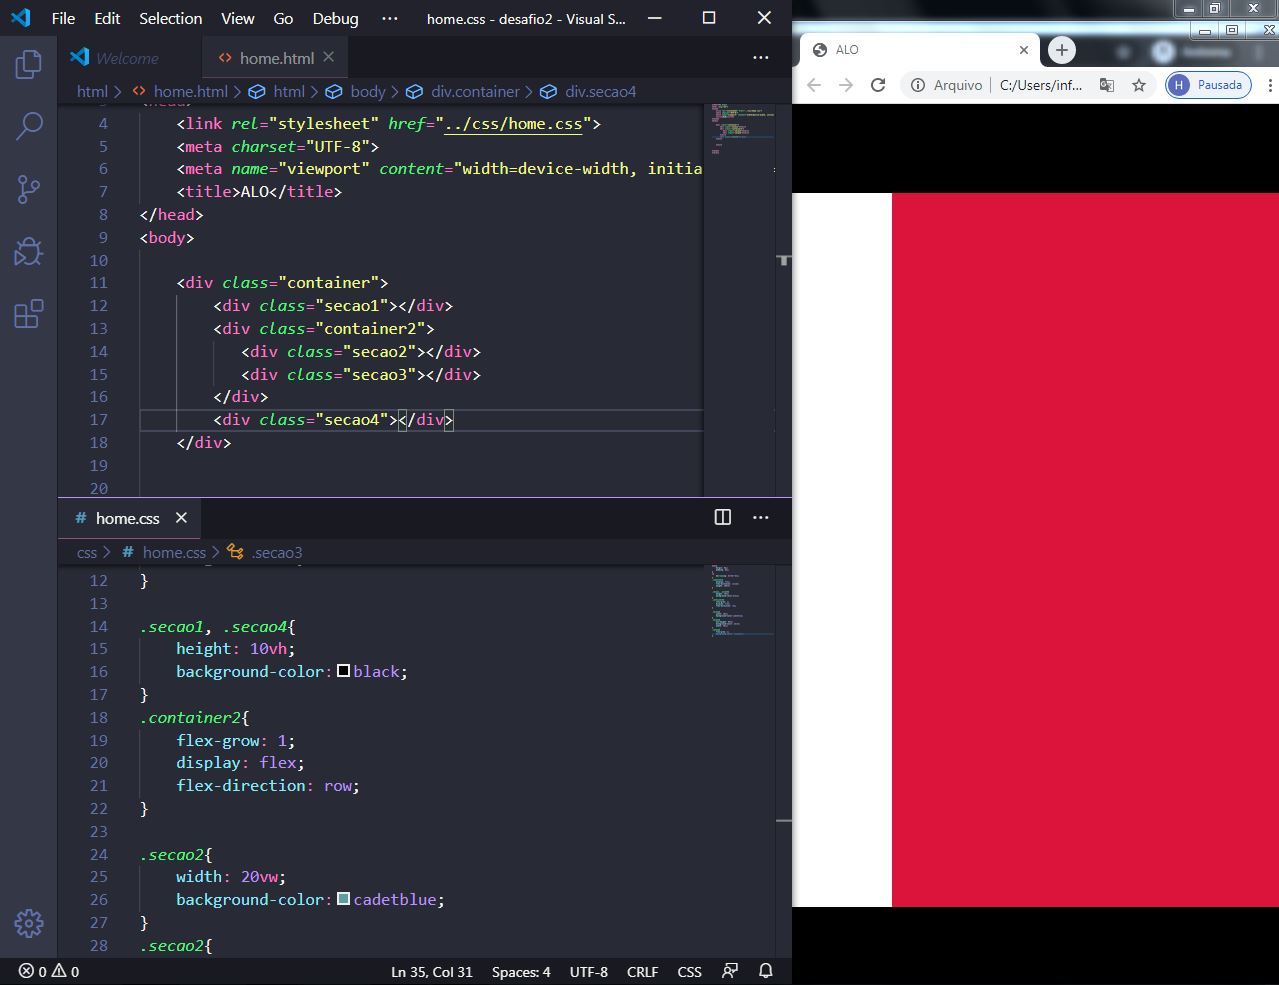 File Edit Selection View Go Debug ··· home.css - desafio2 - Visual S...
Welcome
home.html
html > home.html > html > body > div.container > div.secao4
4 <link rel="stylesheet" href="../css/home.css">
5 <meta charset="UTF-8">
6 <meta name="viewport" content="width=device-width, initia
7 <title>ALO</title>
8 </head>
9 <body>
10
11 <div class="container">
12 <div class="secao1"></div>
13 <div class="container2">
14 <div class="secao2"></div>
15 <div class="secao3"></div>
16 </div>
17 <div class="secao4"></div>
18 </div>
19
20
# home.css
css > # home.css > .secao3
12 }
13
14 .secao1, .secao4{
15 height: 10vh;
16 background-color: black;
17 }
18 .container2{
19 flex-grow: 1;
20 display: flex;
21 flex-direction: row;
22 }
23
24 .secao2{
25 width: 20vw;
26 background-color: cadetblue;
27 }
28 .secao2{
0 0 Ln 35, Col 31 Spaces: 4 UTF-8 CRLF CSS
ALO
Arquivo | C:/Users/inf...
H Pausada